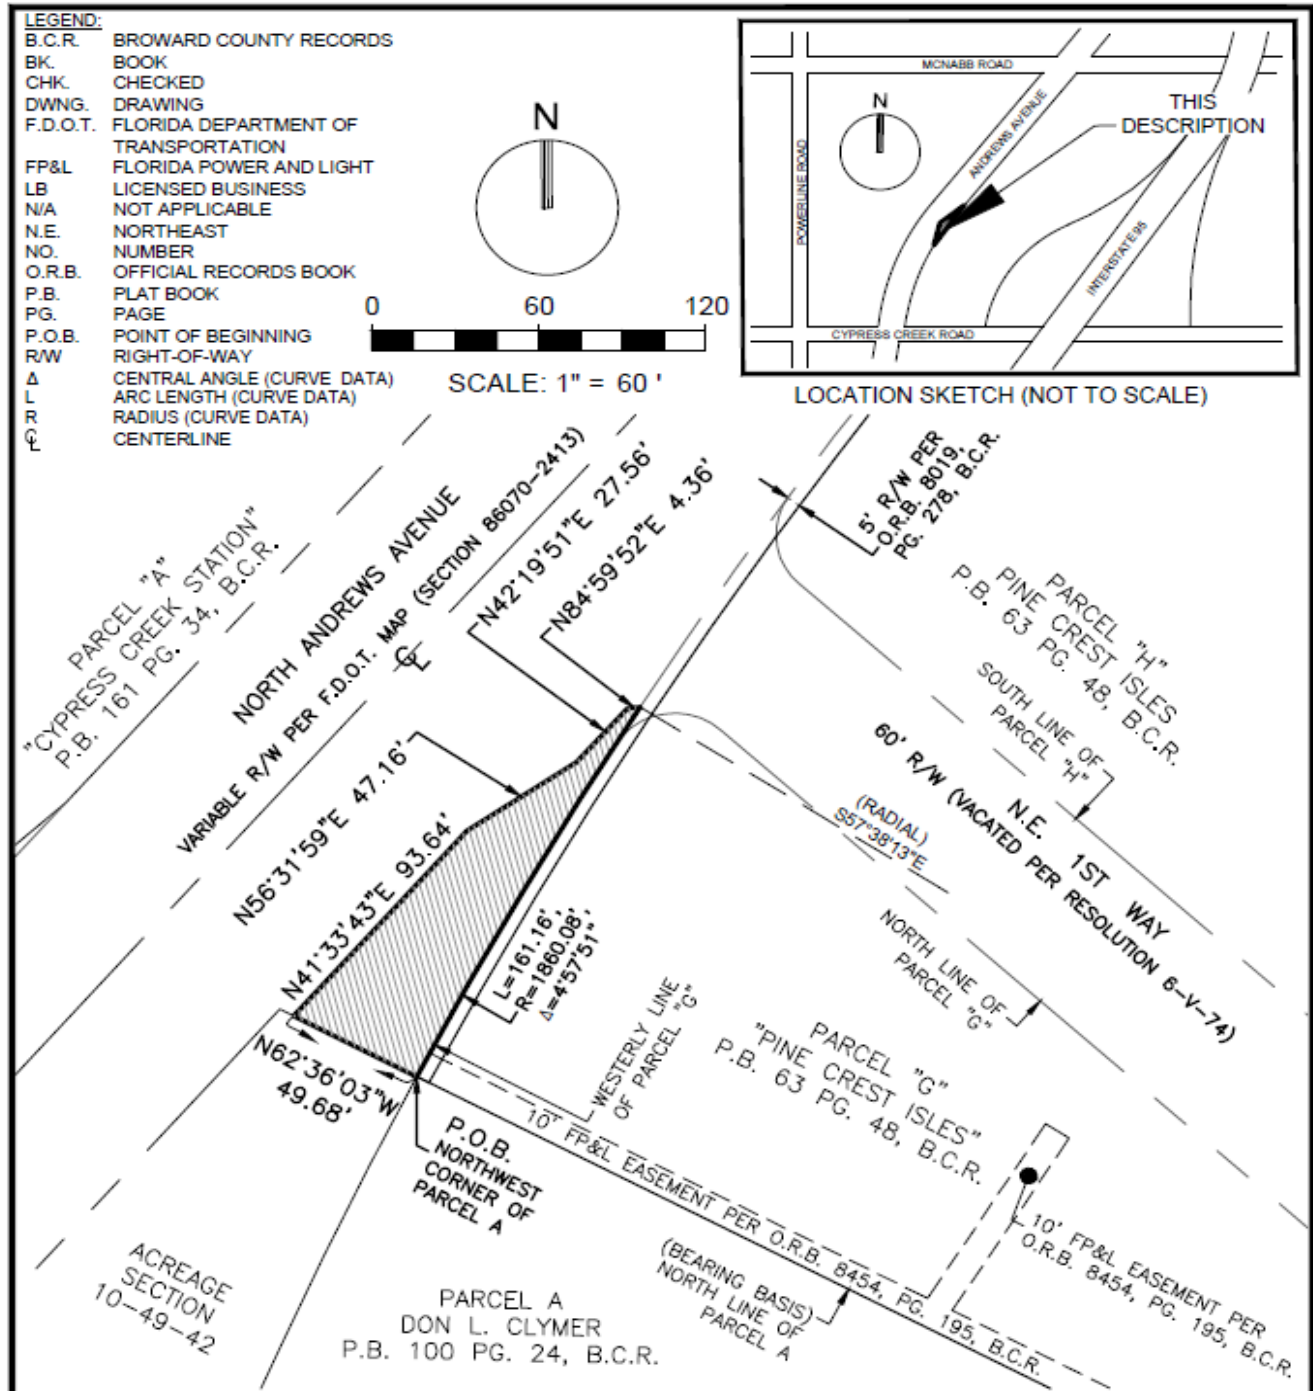 LEGEND:
B.C.R. BROWARD COUNTY RECORDS
BK. BOOK
CHK. CHECKED
DWNG. DRAWING
F.D.O.T. FLORIDA DEPARTMENT OF
TRANSPORTATION
FP&L FLORIDA POWER AND LIGHT
LB LICENSED BUSINESS
N/A NOT APPLICABLE
N.E. NORTHEAST
NO. NUMBER
O.R.B. OFFICIAL RECORDS BOOK
P.B. PLAT BOOK
PG. PAGE
P.O.B. POINT OF BEGINNING
R/W RIGHT-OF-WAY
Δ CENTRAL ANGLE (CURVE DATA)
L ARC LENGTH (CURVE DATA)
R RADIUS (CURVE DATA)
℄ CENTERLINE
N
0 60 120
SCALE: 1" = 60 '
MCNABB ROAD
N
THIS
DESCRIPTION
ANDREWS AVENUE
POWERLINE ROAD
INTERSTATE 95
CYPRESS CREEK ROAD
LOCATION SKETCH (NOT TO SCALE)
PARCEL "A"
"CYPRESS CREEK STATION"
P.B. 161 PG. 34, B.C.R.
NORTH ANDREWS AVENUE
VARIABLE R/W PER F.D.O.T. MAP (SECTION 86070-2413)
℄
N42°19'51"E 27.56'
N84°59'52"E 4.36'
5' R/W PER
O.R.B. 8019,
PG. 278, B.C.R.
PARCEL "H"
PINE CREST ISLES
P.B. 63 PG. 48, B.C.R.
SOUTH LINE OF
PARCEL "H"
N.E. 1ST WAY
60' R/W (VACATED PER RESOLUTION 6-V-74)
(RADIAL)
S57°38'13"E
N56°31'59"E 47.16'
N41°33'43"E 93.64'
L=161.16'
R=1860.08'
Δ=4°57'51"
NORTH LINE OF
PARCEL "G"
WESTERLY LINE
OF PARCEL "G"
PARCEL "G"
"PINE CREST ISLES"
P.B. 63 PG. 48, B.C.R.
N62°36'03"W
49.68'
P.O.B.
NORTHWEST
CORNER OF
PARCEL A
10' FP&L EASEMENT PER O.R.B. 8454, PG. 195, B.C.R.
10' FP&L EASEMENT PER
O.R.B. 8454, PG. 195, B.C.R.
(BEARING BASIS)
NORTH LINE OF
PARCEL A
ACREAGE
SECTION
10-49-42
PARCEL A
DON L. CLYMER
P.B. 100 PG. 24, B.C.R.